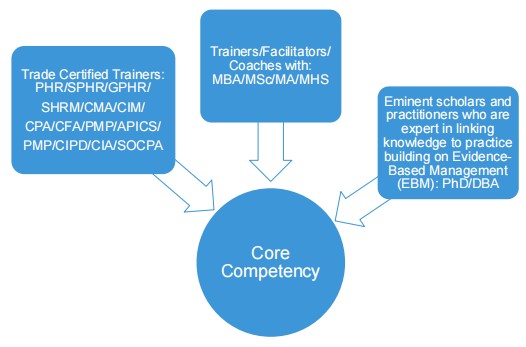 Trade Certified Trainers:
PHR/SPHR/GPHR/
SHRM/CMA/CIM/
CPA/CFA/PMP/APICS/
PMP/CIPD/CIA/SOCPA
Trainers/Facilitators/
Coaches with:
MBA/MSc/MA/MHS
Eminent scholars and
practitioners who are
expert in linking
knowledge to practice
building on Evidence-
Based Management
(EBM): PhD/DBA
Core
Competency